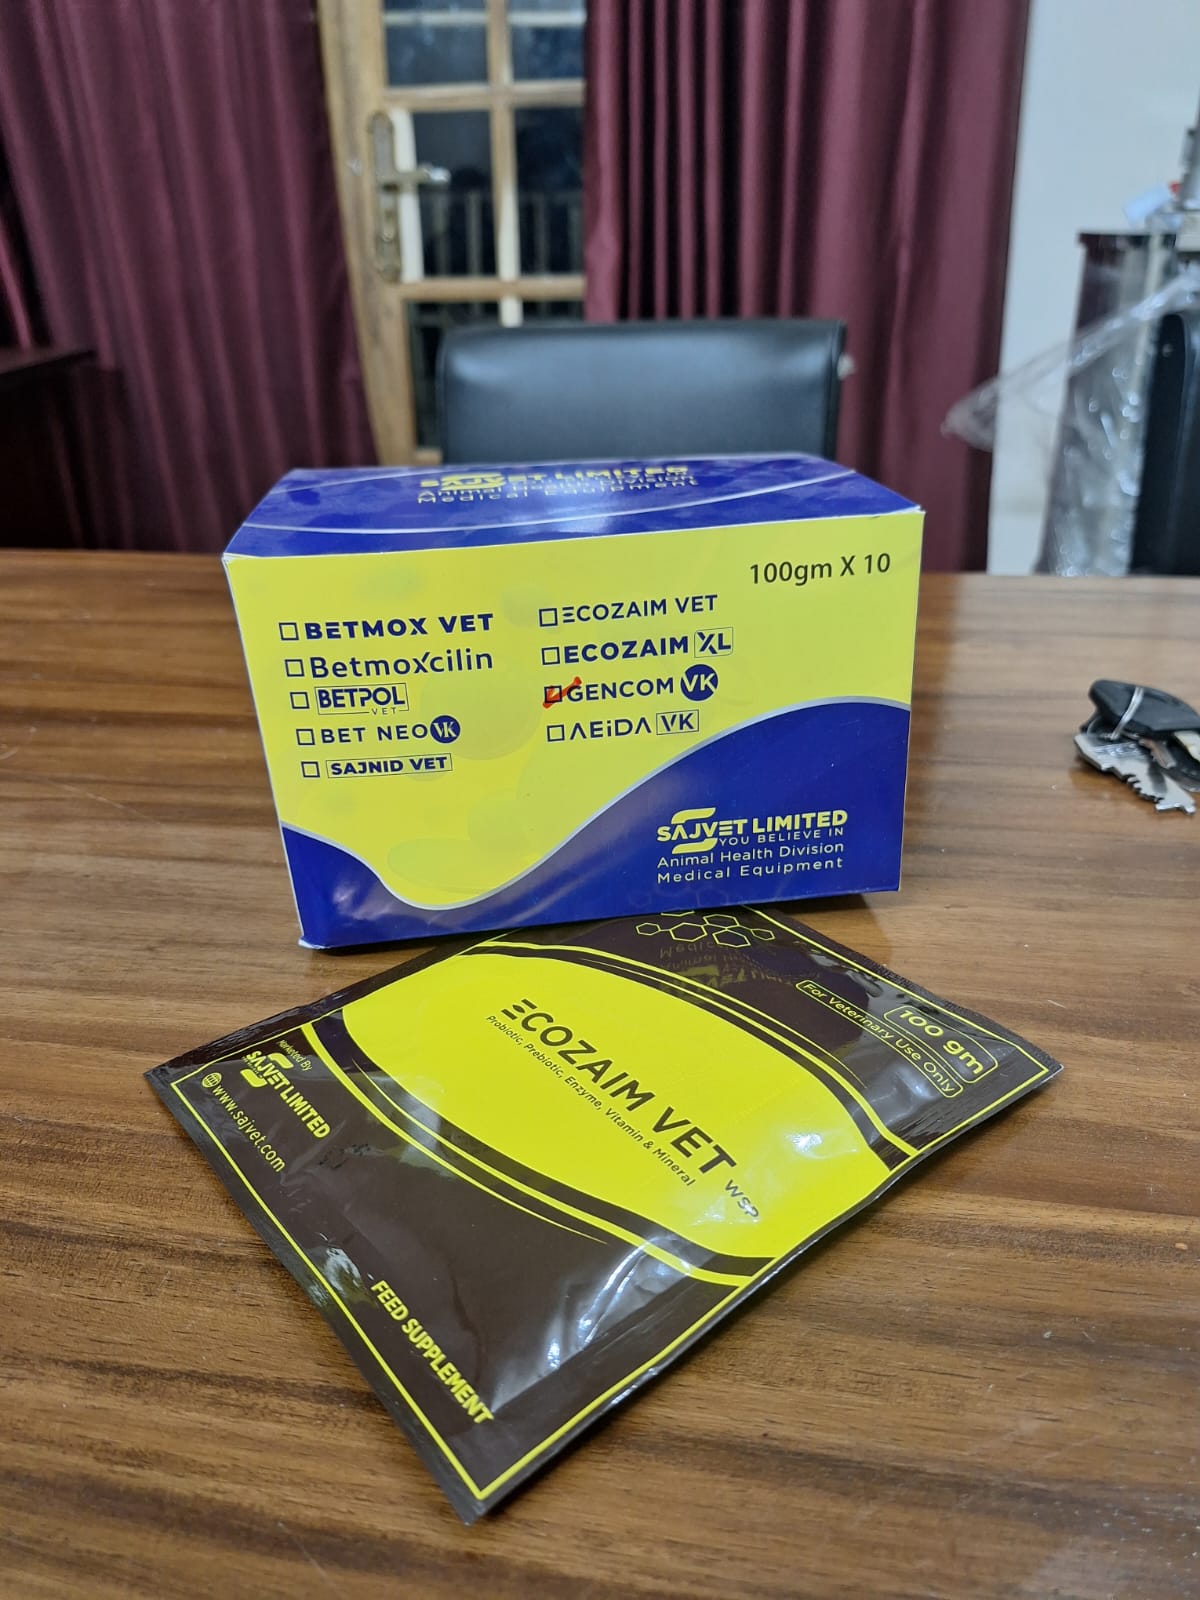 SAJVET LIMITED
Animal Health Division
Medical Equipment
100gm X 10
BETMOX VET
Betmoxcilin
BETPOL
VET
BET NEO VK
SAJNID VET
ECOZAIM VET
ECOZAIM XL
GENCOM VK
AEiDA VK
SAJVET LIMITED
YOU BELIEVE IN
Animal Health Division
Medical Equipment
100 gm
For Veterinary Use Only
ECOZAIM VET WSP
Probiotic, Prebiotic, Enzyme, Vitamin & Mineral
Marketed By
SAJVET LIMITED
www.sajvet.com
FEED SUPPLEMENT